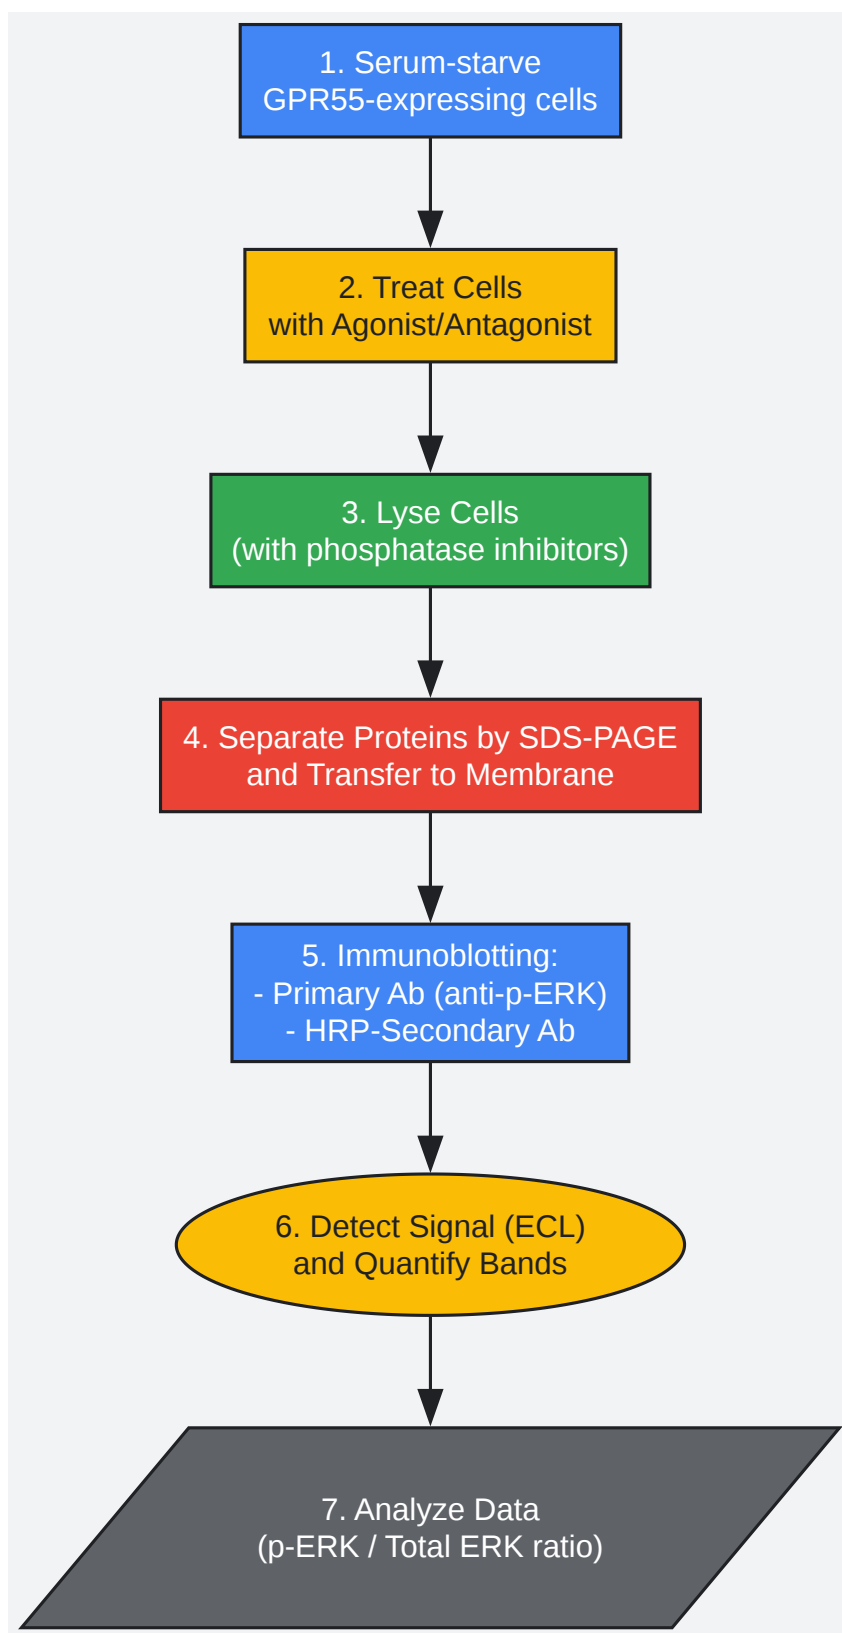 1. Serum-starve
GPR55-expressing cells
2. Treat Cells
with Agonist/Antagonist
3. Lyse Cells
(with phosphatase inhibitors)
4. Separate Proteins by SDS-PAGE
and Transfer to Membrane
5. Immunoblotting:
- Primary Ab (anti-p-ERK)
- HRP-Secondary Ab
6. Detect Signal (ECL)
and Quantify Bands
7. Analyze Data
(p-ERK / Total ERK ratio)